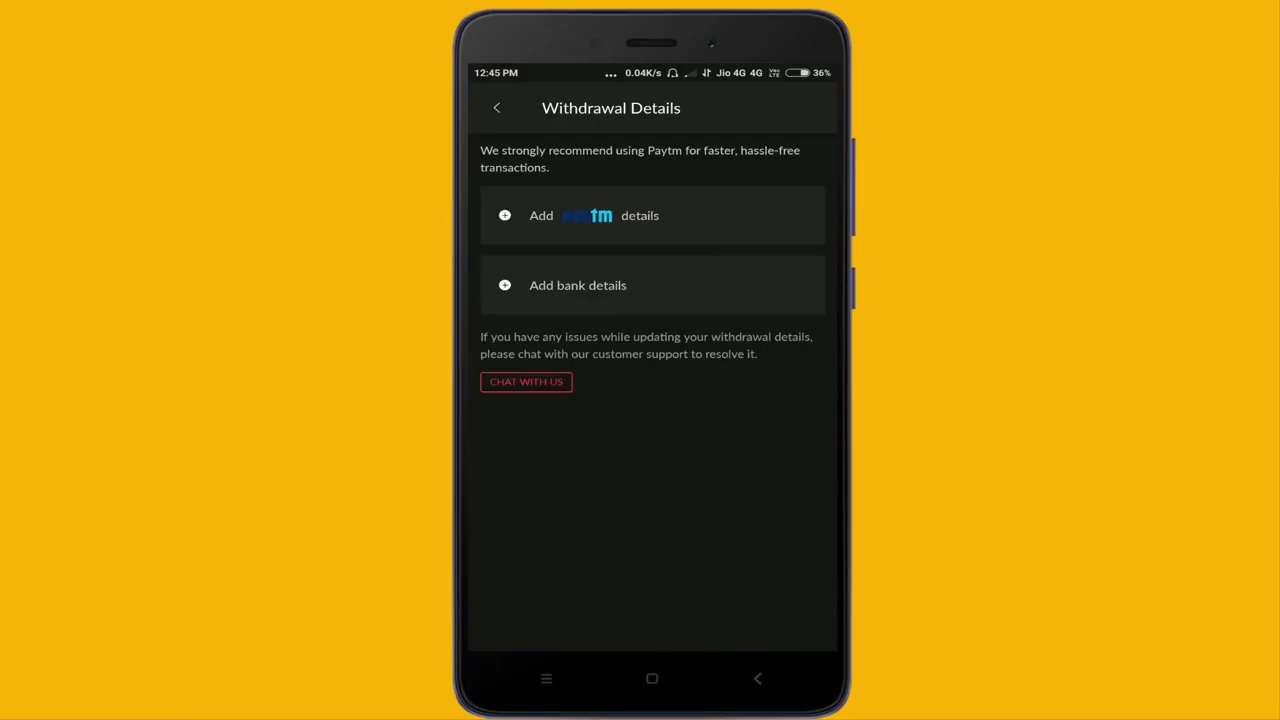 12:45 PM ... 0.04K/s Jio 4G 4G Vo LTE 36%
Withdrawal Details
We strongly recommend using Paytm for faster, hassle-free
transactions.
Add paytm details
Add bank details
If you have any issues while updating your withdrawal details,
please chat with our customer support to resolve it.
CHAT WITH US